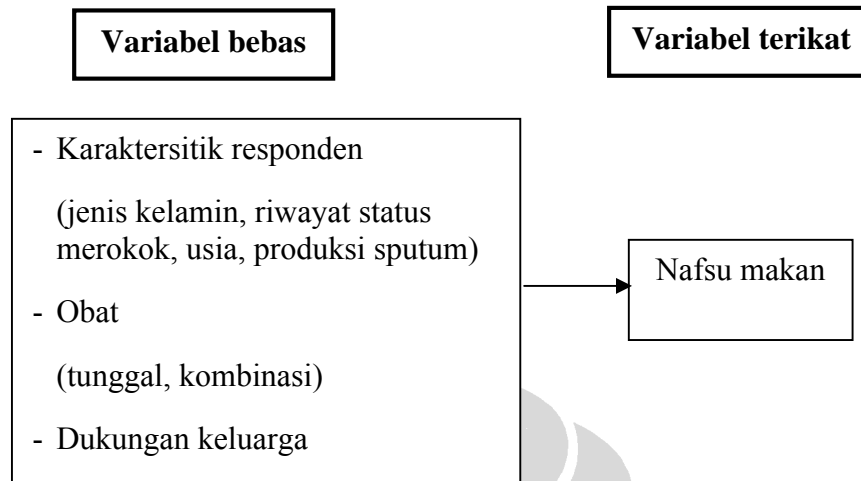 Variabel bebas
Variabel terikat
- Karaktersitik responden
(jenis kelamin, riwayat status
merokok, usia, produksi sputum)
- Obat
(tunggal, kombinasi)
- Dukungan keluarga
Nafsu makan